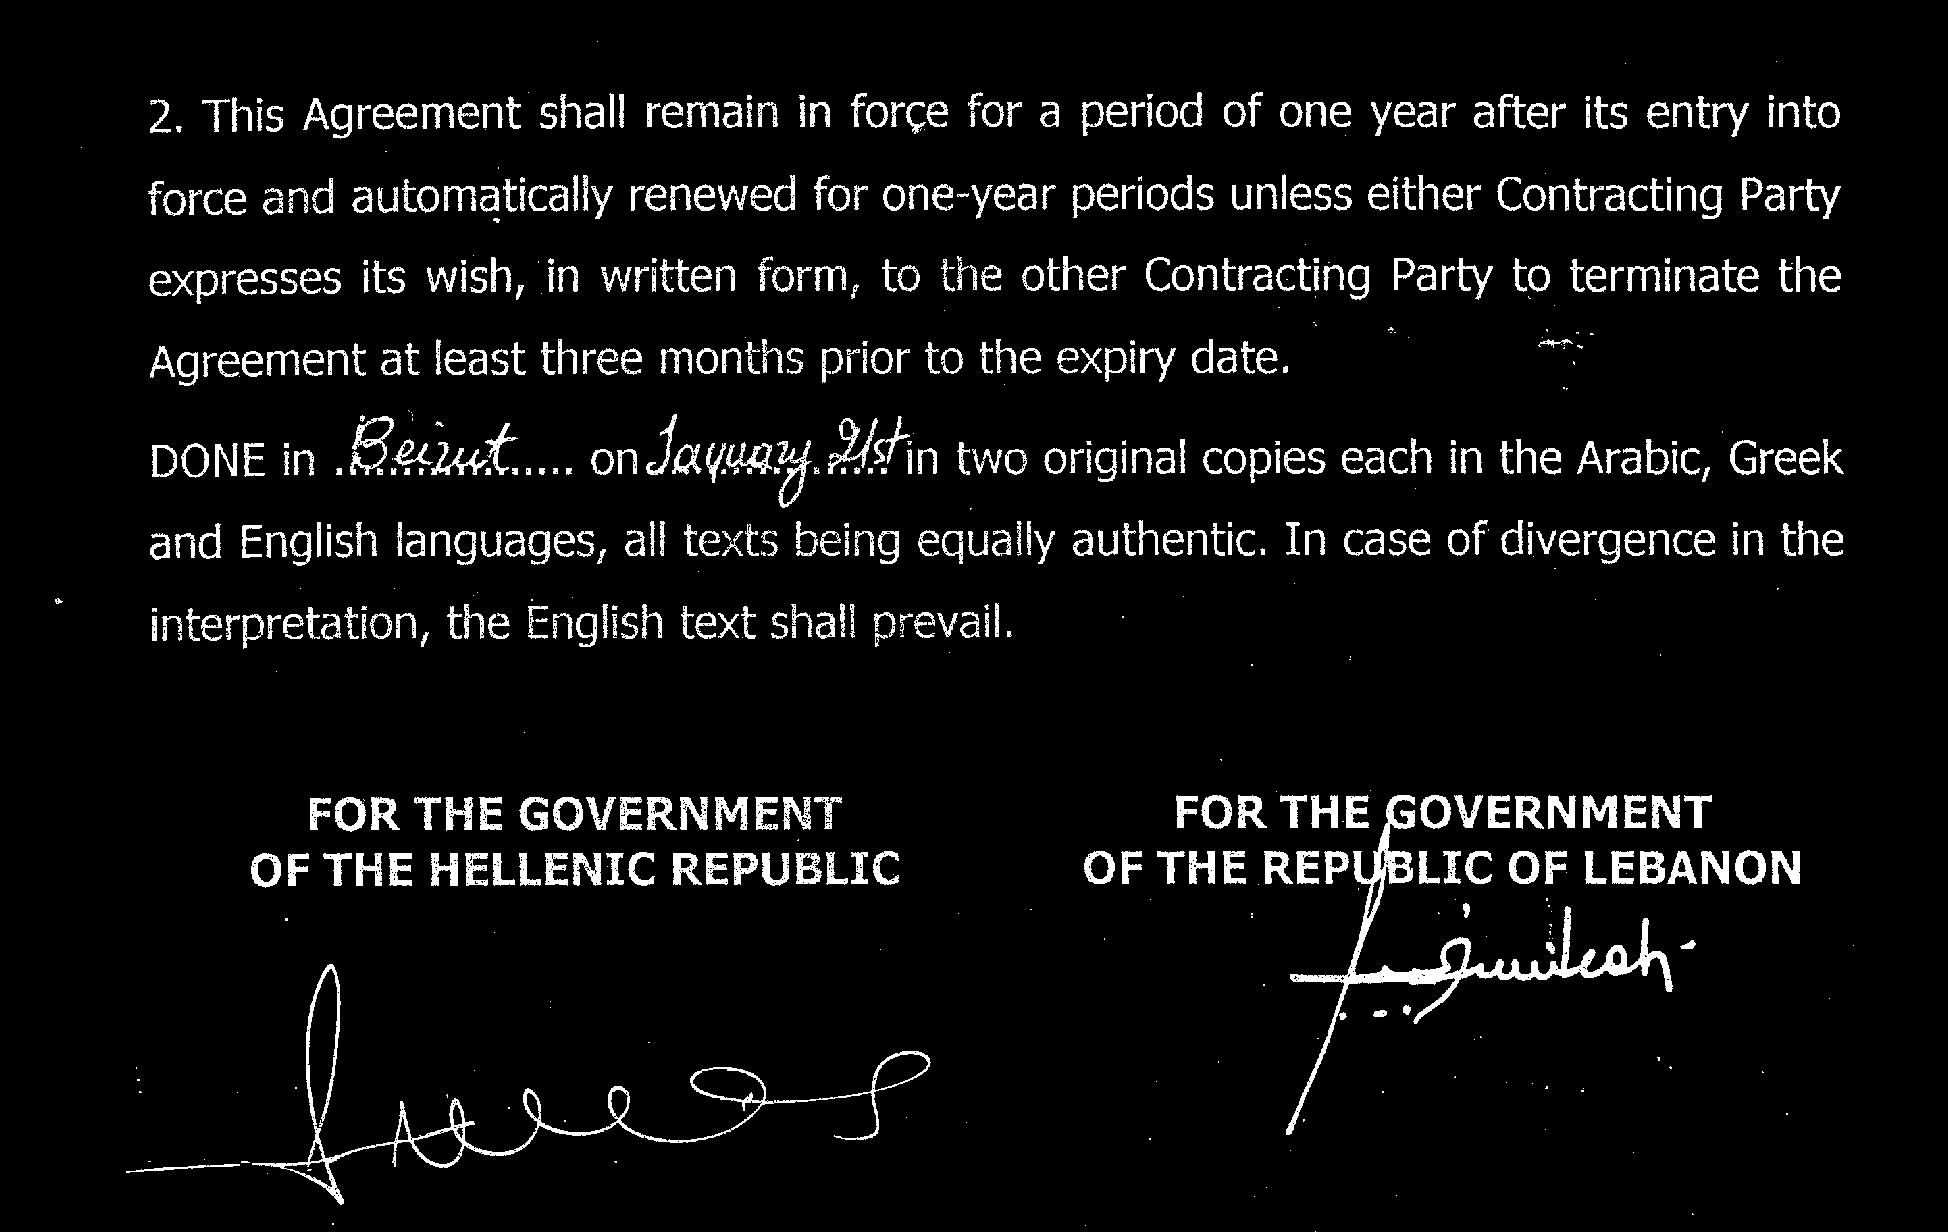 2. This Agreement shall remain in force for a period of one year after its entry into
force and automatically renewed for one-year periods unless either Contracting Party
expresses its wish, in written form, to the other Contracting Party to terminate the
Agreement at least three months prior to the expiry date.
DONE in .Beirut..... on January 21st in two original copies each in the Arabic, Greek
and English languages, all texts being equally authentic. In case of divergence in the
interpretation, the English text shall prevail.
FOR THE GOVERNMENT
OF THE HELLENIC REPUBLIC
FOR THE GOVERNMENT
OF THE REPUBLIC OF LEBANON